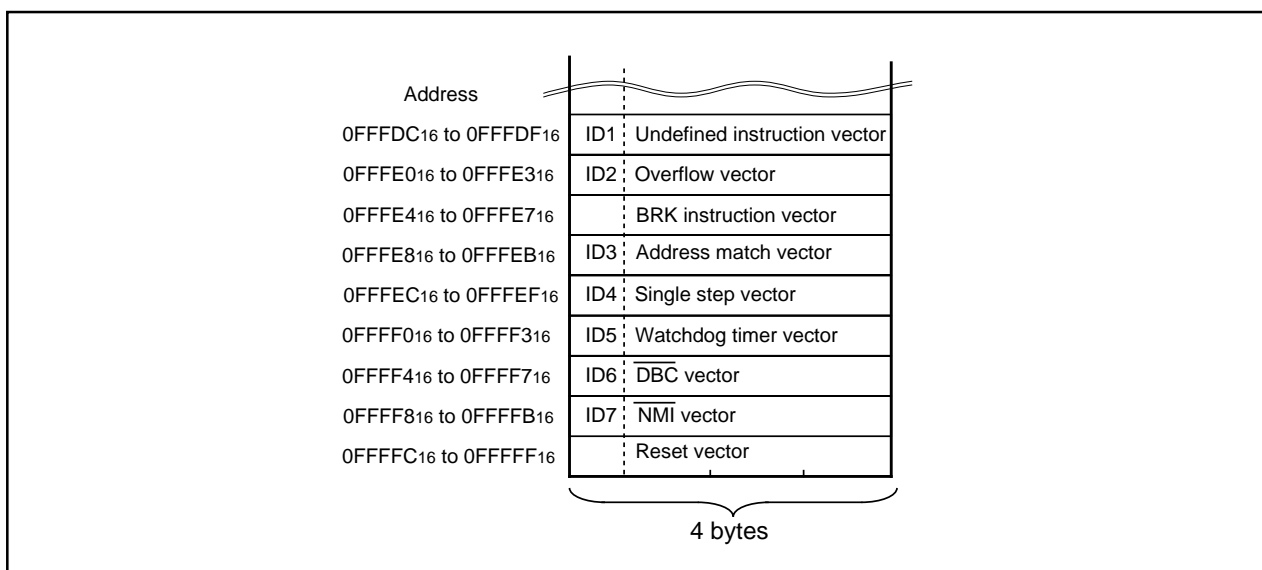 Address
0FFFDC16 to 0FFFDF16 ID1 Undefined instruction vector
0FFFE016 to 0FFFE316 ID2 Overflow vector
0FFFE416 to 0FFFE716 BRK instruction vector
0FFFE816 to 0FFFEB16 ID3 Address match vector
0FFFEC16 to 0FFFEF16 ID4 Single step vector
0FFFF016 to 0FFFF316 ID5 Watchdog timer vector
0FFFF416 to 0FFFF716 ID6 DBC vector
0FFFF816 to 0FFFFB16 ID7 NMI vector
0FFFFC16 to 0FFFFF16 Reset vector
4 bytes